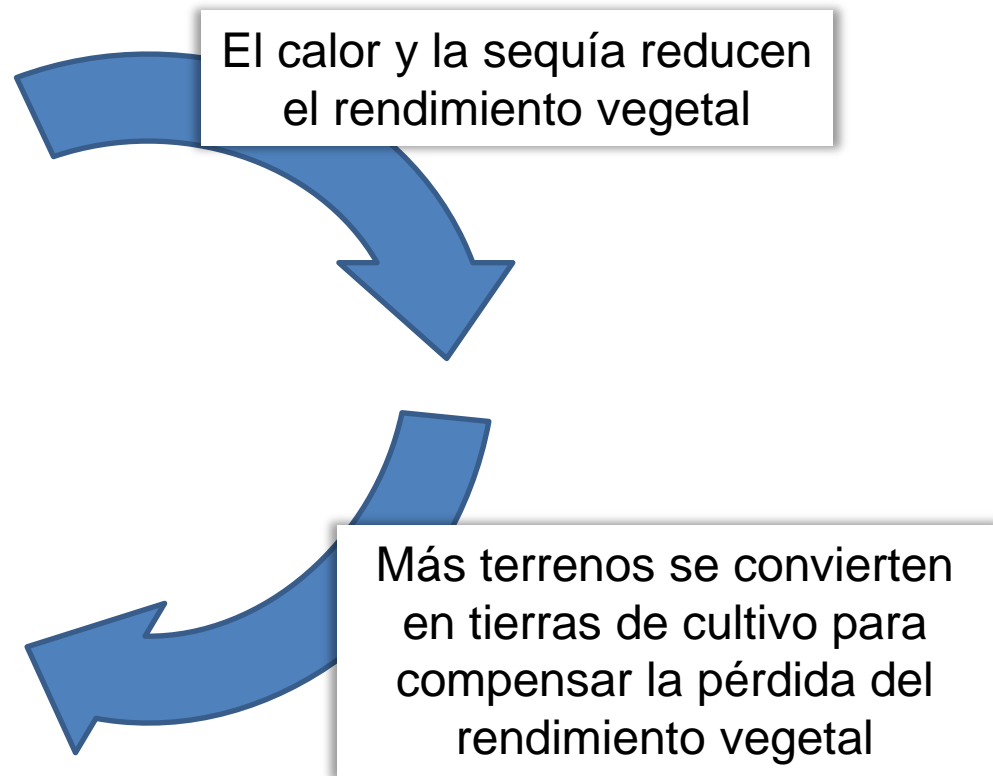 El calor y la sequía reducen
el rendimiento vegetal
Más terrenos se convierten
en tierras de cultivo para
compensar la pérdida del
rendimiento vegetal